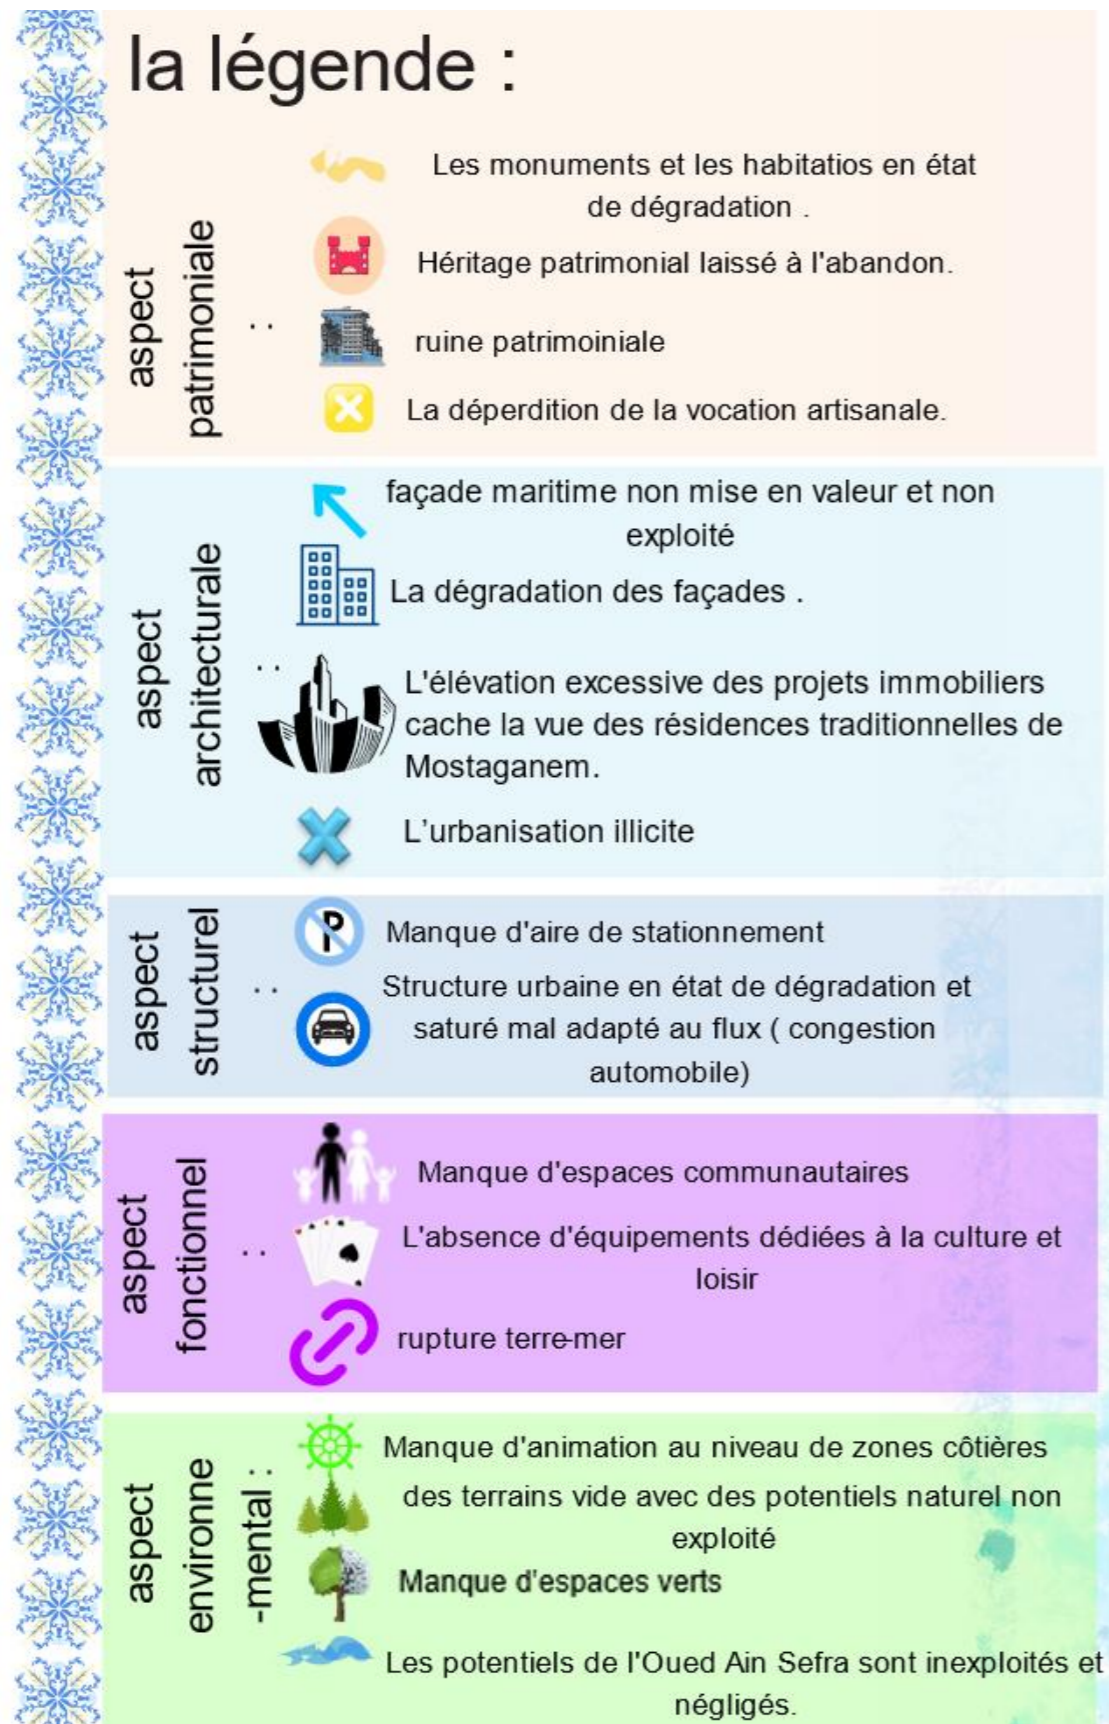 la légende :
aspect
patrimoniale
:
Les monuments et les habitatios en état
de dégradation .
Héritage patrimonial laissé à l'abandon.
ruine patrimoiniale
La déperdition de la vocation artisanale.
aspect
architecturale
:
façade maritime non mise en valeur et non
exploité
La dégradation des façades .
L'élévation excessive des projets immobiliers
cache la vue des résidences traditionnelles de
Mostaganem.
L'urbanisation illicite
aspect
structurel
:
P
Manque d'aire de stationnement
Structure urbaine en état de dégradation et
saturé mal adapté au flux ( congestion
automobile)
aspect
fonctionnel
:
Manque d'espaces communautaires
L'absence d'équipements dédiées à la culture et
loisir
rupture terre-mer
aspect
environne
-mental :
Manque d'animation au niveau de zones côtières
des terrains vide avec des potentiels naturel non
exploité
Manque d'espaces verts
Les potentiels de l'Oued Ain Sefra sont inexploités et
négligés.